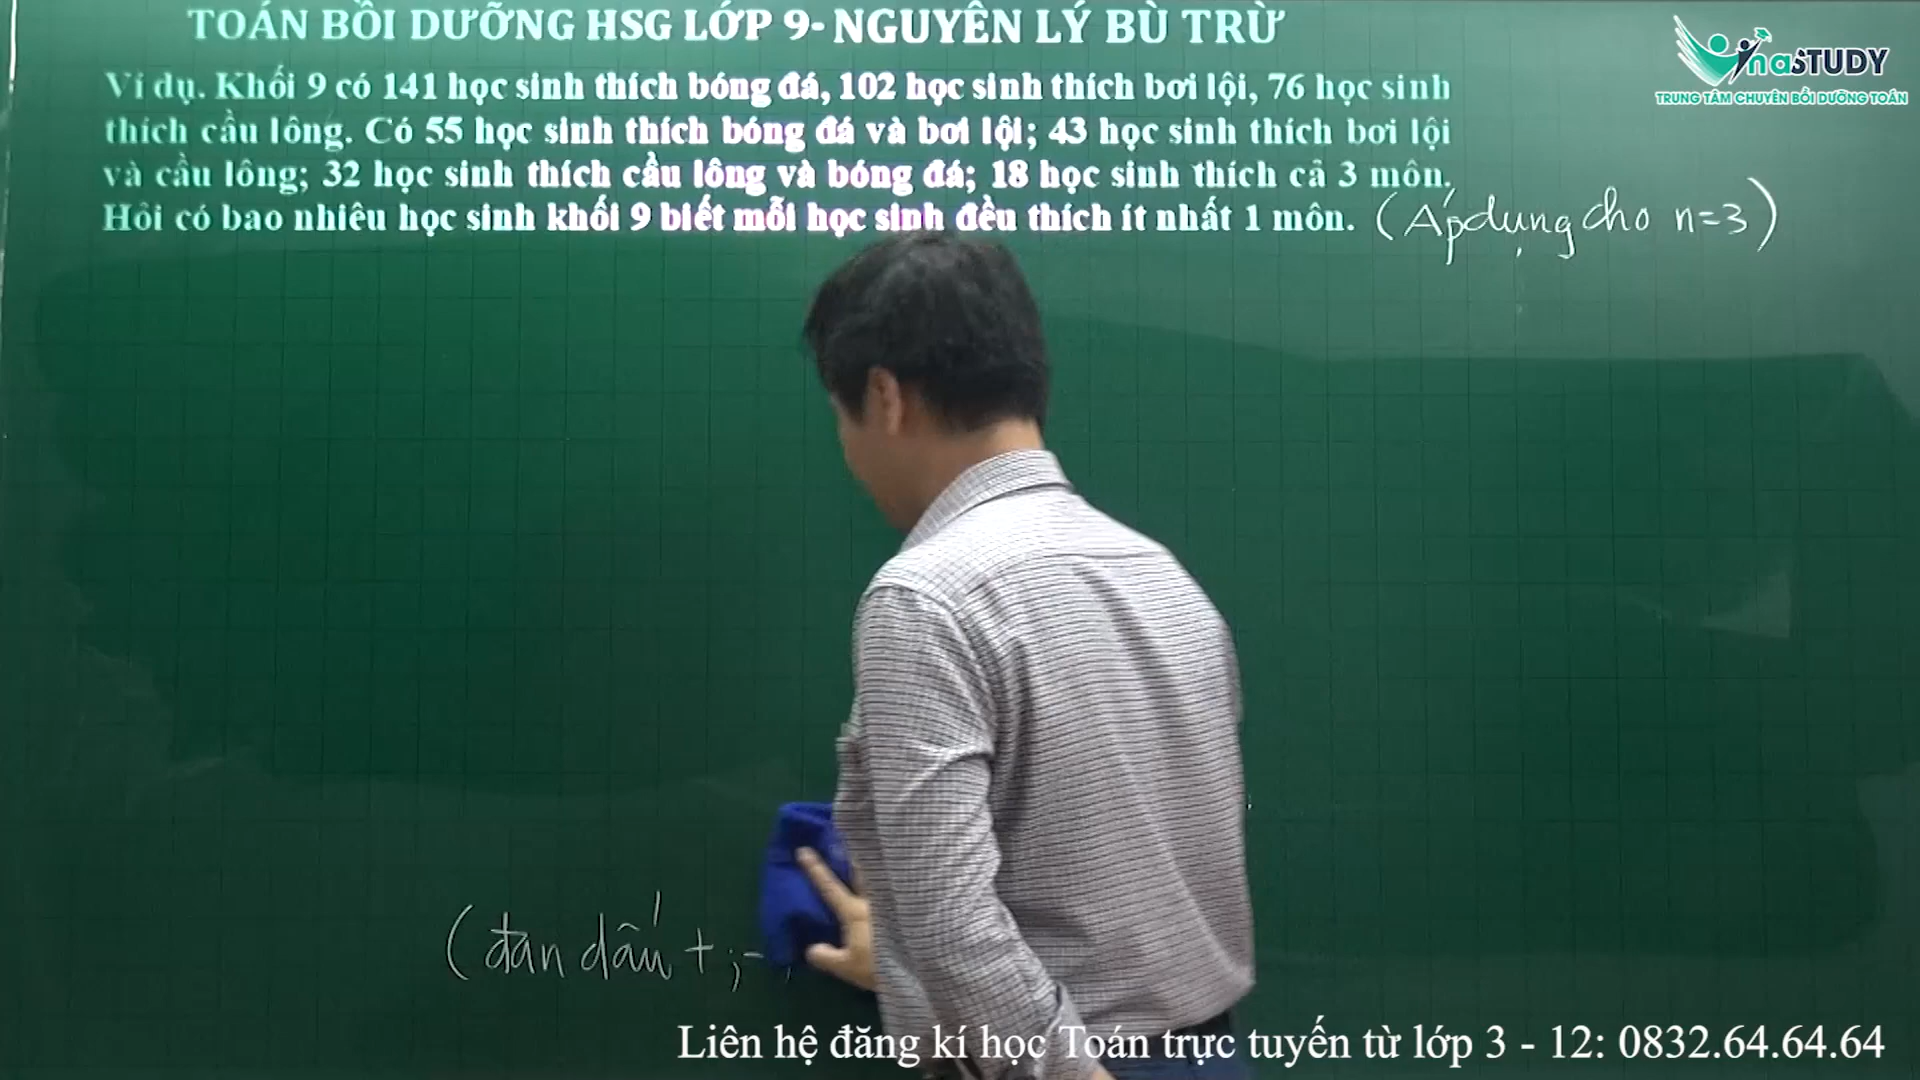 TOÁN BỒI DƯỠNG HSG LỚP 9- NGUYÊN LÝ BÙ TRỪ
Ví dụ. Khối 9 có 141 học sinh thích bóng đá, 102 học sinh thích bơi lội, 76 học sinh
thích cầu lông. Có 55 học sinh thích bóng đá và bơi lội; 43 học sinh thích bơi lội
và cầu lông; 32 học sinh thích cầu lông và bóng đá; 18 học sinh thích cả 3 môn.
Hỏi có bao nhiêu học sinh khối 9 biết mỗi học sinh đều thích ít nhất 1 môn. (Áp dụng cho n=3)
naSTUDY
TRUNG TÂM CHUYÊN BỒI DƯỠNG TOÁN
(đan dấu + ; -
Liên hệ đăng kí học Toán trực tuyến từ lớp 3 - 12: 0832.64.64.64